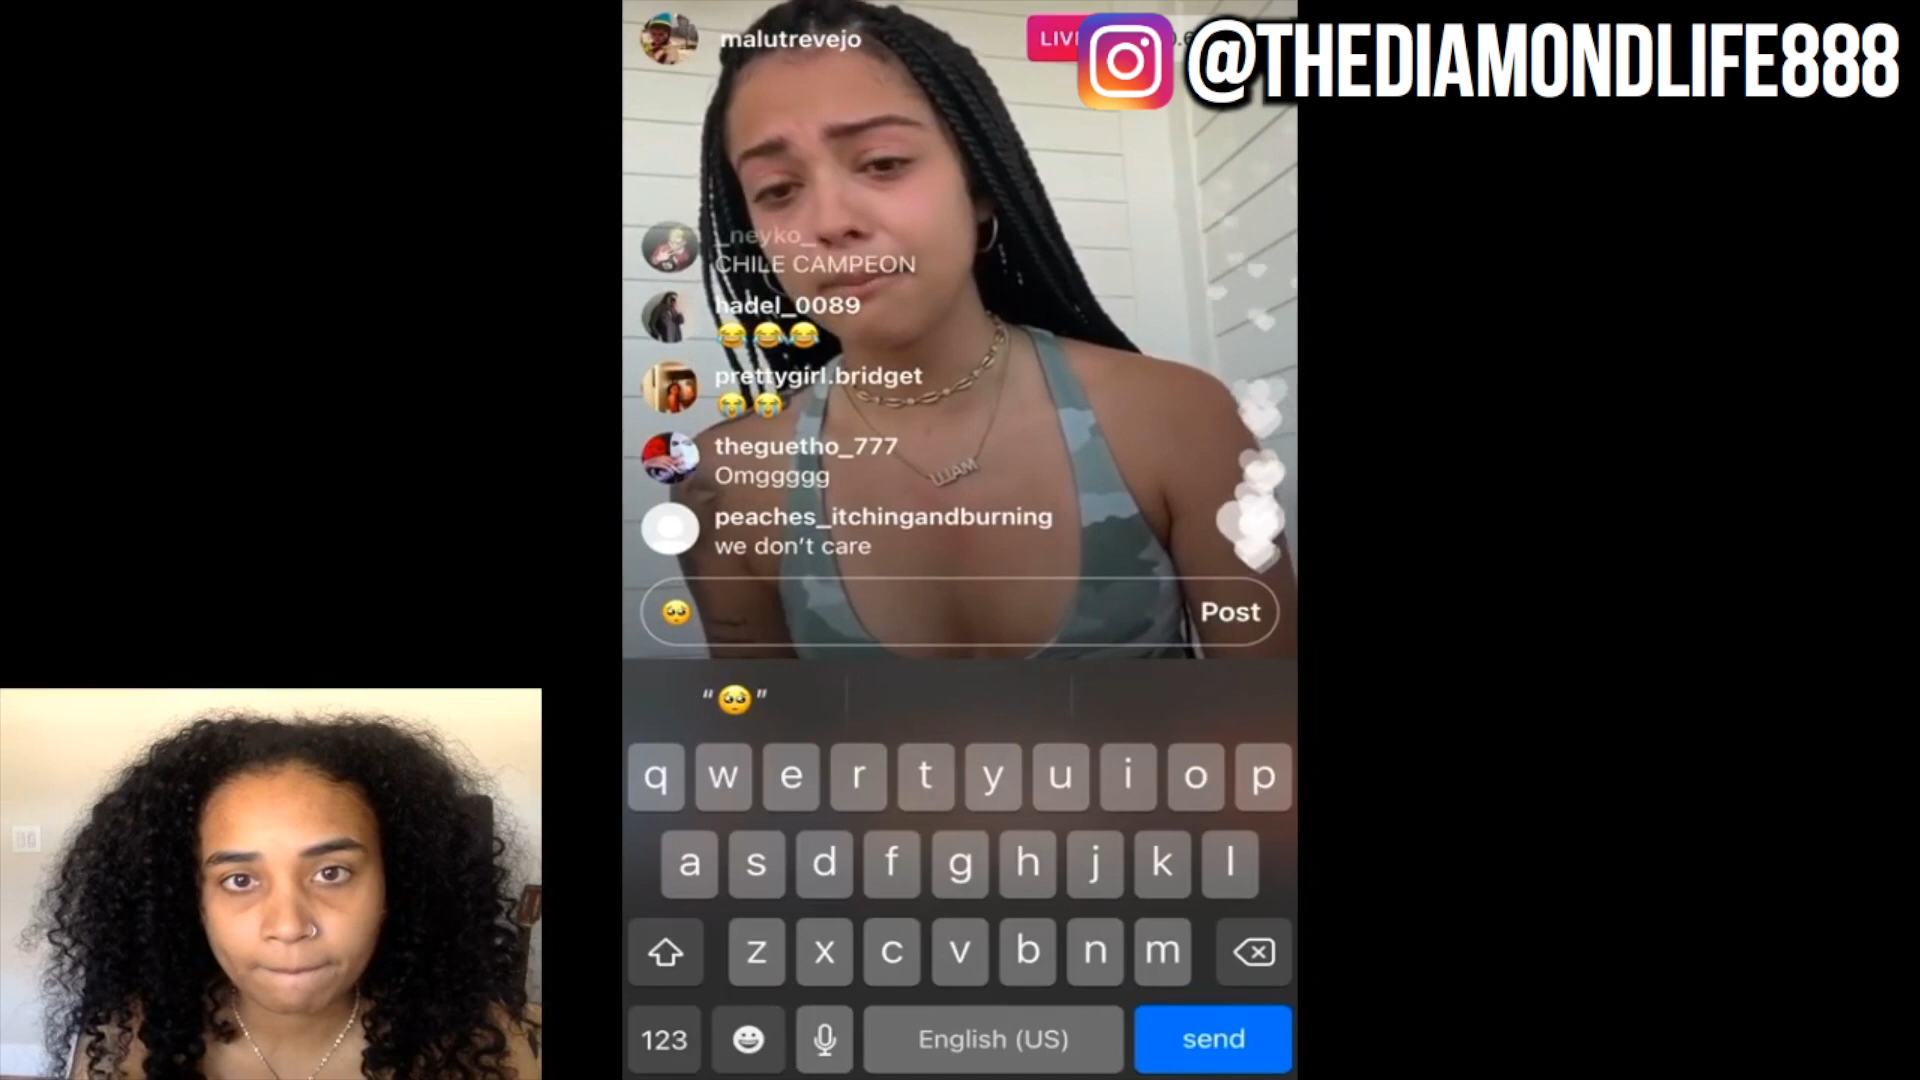 malutrevejo
LIVE
@THEDIAMONDLIFE888
_neyko_
CHILE CAMPEON
hadel_0089
😂😂😂
prettygirl.bridget
😭😭
theguetho_777
Omggggg
MALU
peaches_itchingandburning
we don’t care
🥺
Post
“🥺”
q w e r t y u i o p
a s d f g h j k l
z x c v b n m
123
English (US)
send